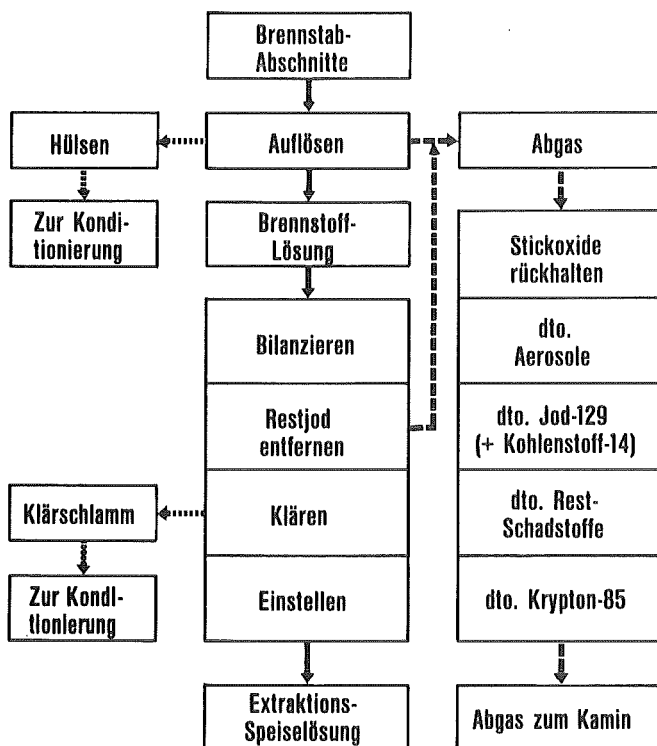 Brennstab-
Abschnitte
Hülsen
Auflösen
Abgas
Zur Kondi-
tionierung
Brennstoff-
Lösung
Stickoxide
rückhalten
Bilanzieren
dto.
Aerosole
Restjod
entfernen
dto. Jod-129
(+ Kohlenstoff-14)
Klärschlamm
Klären
dto. Rest-
Schadstoffe
Zur Kondi-
tionierung
Einstellen
dto. Krypton-85
Extraktions-
Speiselösung
Abgas zum Kamin